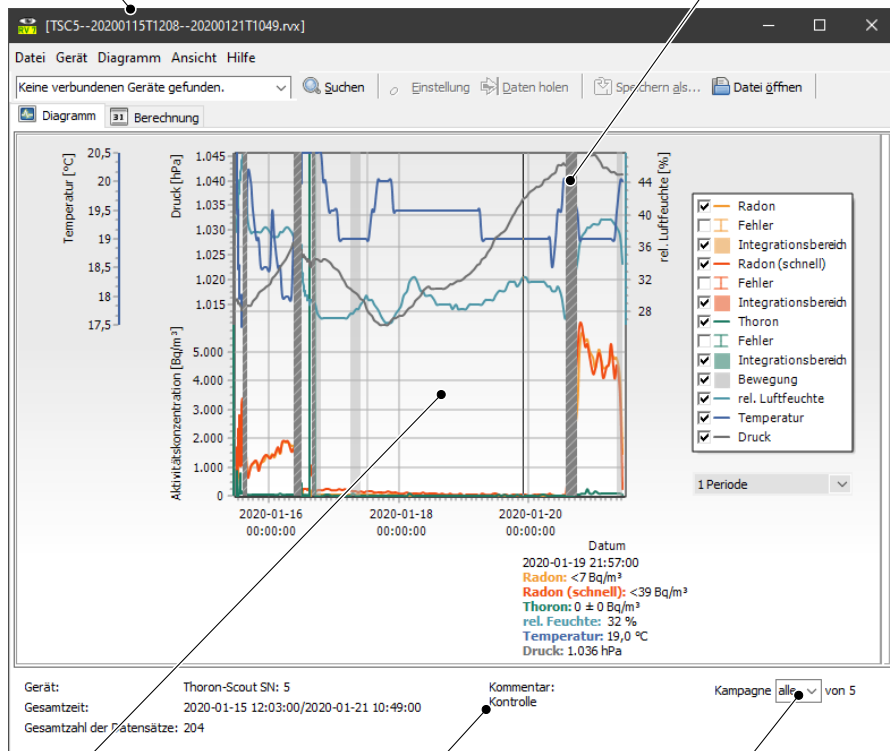 RV 7 [TSC5--20200115T1208--20200121T1049.rvx]
Datei Gerät Diagramm Ansicht Hilfe
Keine verbundenen Geräte gefunden. Suchen Einstellung Daten holen Speichern als... Datei öffnen
Diagramm 31 Berechnung
Temperatur [°C]
20,5
20
19,5
19
18,5
18
17,5
Druck [hPa]
1.045
1.040
1.035
1.030
1.025
1.020
1.015
rel. Luftfeuchte [%]
44
40
36
32
28
Aktivitätskonzentration [Bq/m³]
5.000
4.000
3.000
2.000
1.000
0
2020-01-16 2020-01-18 2020-01-20
00:00:00 00:00:00 00:00:00
Datum
Radon
Fehler
Integrationsbereich
Radon (schnell)
Fehler
Integrationsbereich
Thoron
Fehler
Integrationsbereich
Bewegung
rel. Luftfeuchte
Temperatur
Druck
1 Periode
2020-01-19 21:57:00
Radon: <7 Bq/m³
Radon (schnell): <39 Bq/m³
Thoron: 0 ± 0 Bq/m³
rel. Feuchte: 32 %
Temperatur: 19,0 °C
Druck: 1.036 hPa
Gerät: Thoron-Scout SN: 5
Gesamtzeit: 2020-01-15 12:03:00/2020-01-21 10:49:00
Gesamtzahl der Datensätze: 204
Kommentar:
Kontrolle
Kampagne alle von 5